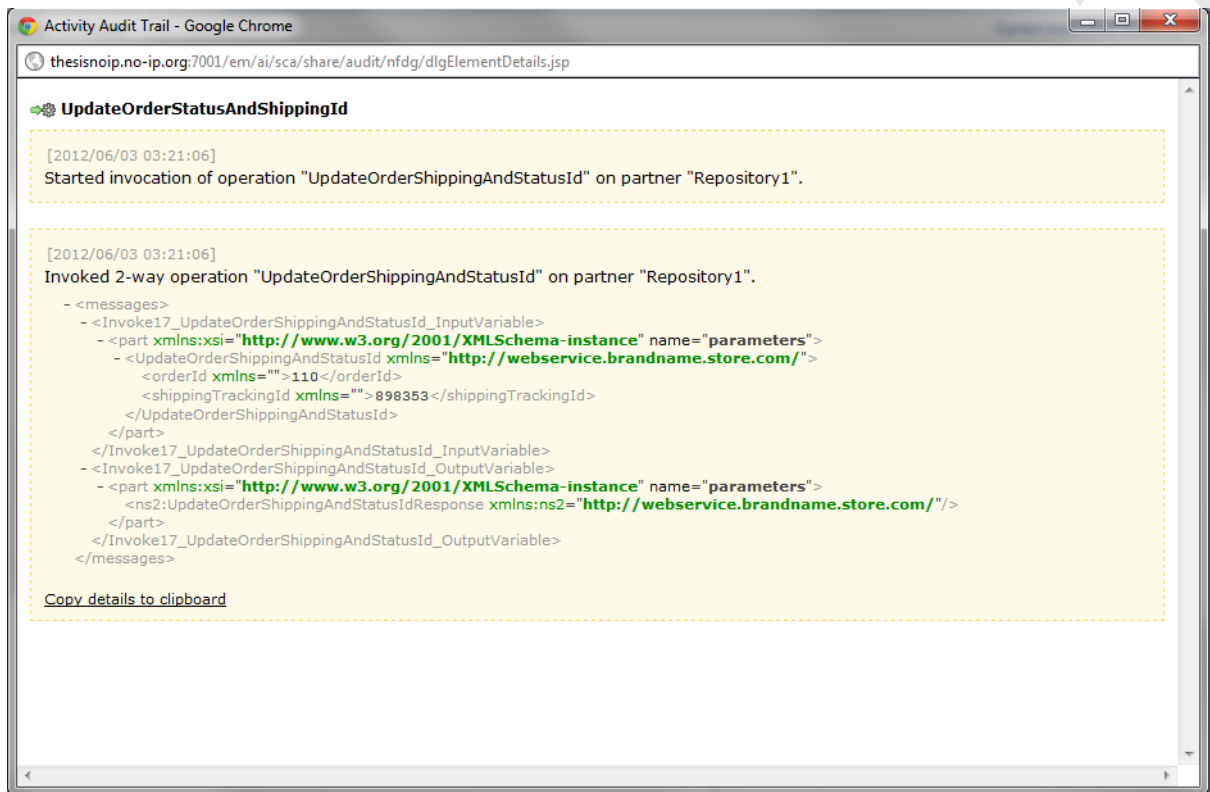 Activity Audit Trail - Google Chrome
thesisnoip.no-ip.org:7001/em/ai/sca/share/audit/nfdg/dlgElementDetails.jsp
UpdateOrderStatusAndShippingId
[2012/06/03 03:21:06]
Started invocation of operation "UpdateOrderShippingAndStatusId" on partner "Repository1".
[2012/06/03 03:21:06]
Invoked 2-way operation "UpdateOrderShippingAndStatusId" on partner "Repository1".
- <messages>
- <Invoke17_UpdateOrderShippingAndStatusId_InputVariable>
- <part xmlns:xsi="http://www.w3.org/2001/XMLSchema-instance" name="parameters">
- <UpdateOrderShippingAndStatusId xmlns="http://webservice.brandname.store.com/">
<orderId xmlns="">110</orderId>
<shippingTrackingId xmlns="">898353</shippingTrackingId>
</UpdateOrderShippingAndStatusId>
</part>
</Invoke17_UpdateOrderShippingAndStatusId_InputVariable>
- <Invoke17_UpdateOrderShippingAndStatusId_OutputVariable>
- <part xmlns:xsi="http://www.w3.org/2001/XMLSchema-instance" name="parameters">
<ns2:UpdateOrderShippingAndStatusIdResponse xmlns:ns2="http://webservice.brandname.store.com/"/>
</part>
</Invoke17_UpdateOrderShippingAndStatusId_OutputVariable>
</messages>
Copy details to clipboard